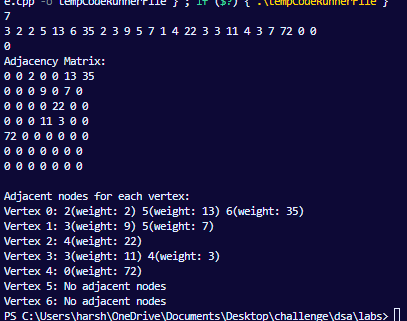 e.cpp -o tempCodeRunnerFile } ; if ($?) { .\tempCodeRunnerFile }
7
3 2 2 5 13 6 35 2 3 9 5 7 1 4 22 3 3 11 4 3 7 72 0 0
0
Adjacency Matrix:
0 0 2 0 0 13 35
0 0 0 9 0 7 0
0 0 0 0 22 0 0
0 0 0 11 3 0 0
72 0 0 0 0 0 0
0 0 0 0 0 0 0
0 0 0 0 0 0 0
Adjacent nodes for each vertex:
Vertex 0: 2(weight: 2) 5(weight: 13) 6(weight: 35)
Vertex 1: 3(weight: 9) 5(weight: 7)
Vertex 2: 4(weight: 22)
Vertex 3: 3(weight: 11) 4(weight: 3)
Vertex 4: 0(weight: 72)
Vertex 5: No adjacent nodes
Vertex 6: No adjacent nodes
PS C:\Users\harsh\OneDrive\Documents\Desktop\challenge\dsa\labs>